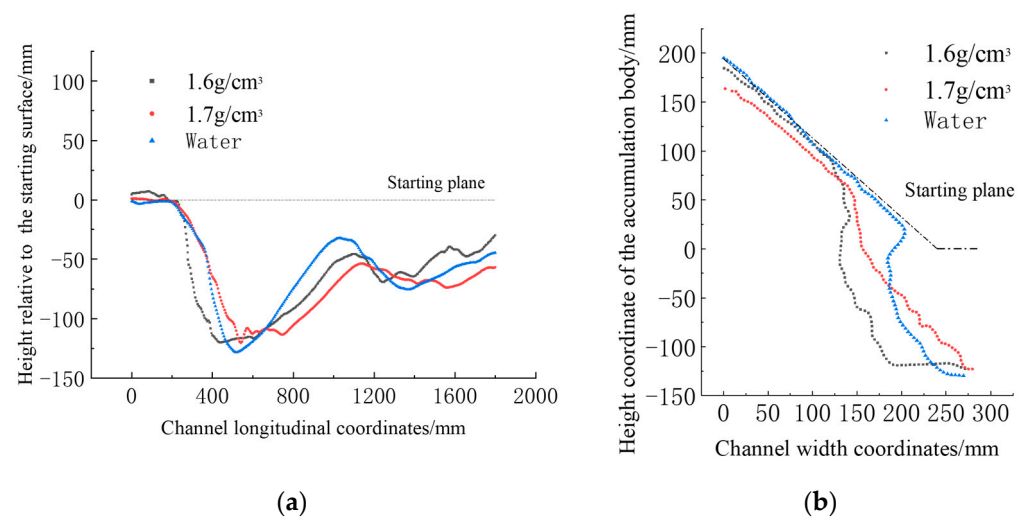 Height relative to the starting surface/mm
100
50
0
−50
−100
−150
1.6g/cm³
1.7g/cm³
Water
Starting plane
0
400
800
1200
1600
2000
Channel longitudinal coordinates/mm
(a)
Height coordinate of the accumulation body/mm
200
150
100
50
0
−50
−100
−150
1.6g/cm³
1.7g/cm³
Water
Starting plane
0
50
100
150
200
250
300
Channel width coordinates/mm
(b)